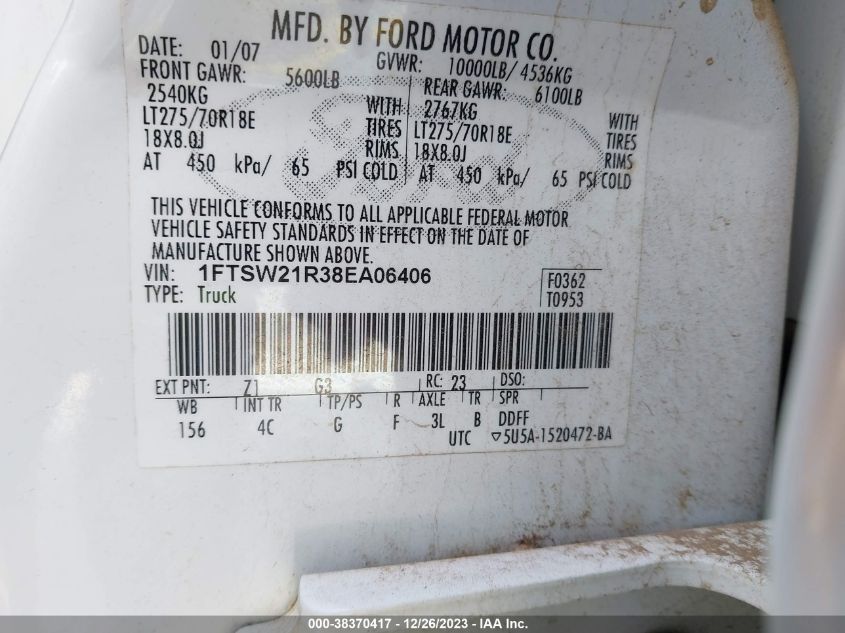 MFD. BY FORD MOTOR CO.
DATE: 01/07 GVWR: 10000LB/ 4536KG
FRONT GAWR: 5600LB REAR GAWR: 6100LB
2540KG WITH 2767KG WITH
LT275/70R18E TIRES LT275/70R18E TIRES
18X8.0J RIMS 18X8.0J RIMS
AT 450 kPa/ 65 PSI COLD AT 450 kPa/ 65 PSI COLD
THIS VEHICLE CONFORMS TO ALL APPLICABLE FEDERAL MOTOR
VEHICLE SAFETY STANDARDS IN EFFECT ON THE DATE OF
MANUFACTURE SHOWN ABOVE.
VIN: 1FTSW21R38EA06406 F0362
TYPE: Truck T0953
EXT PNT: Z1 G3 RC: 23 DSO:
WB INT TR TP/PS R AXLE TR SPR
156 4C G F 3L B DDFF
UTC ▽5U5A-1520472-BA
000-38370417 - 12/26/2023 - IAA Inc.